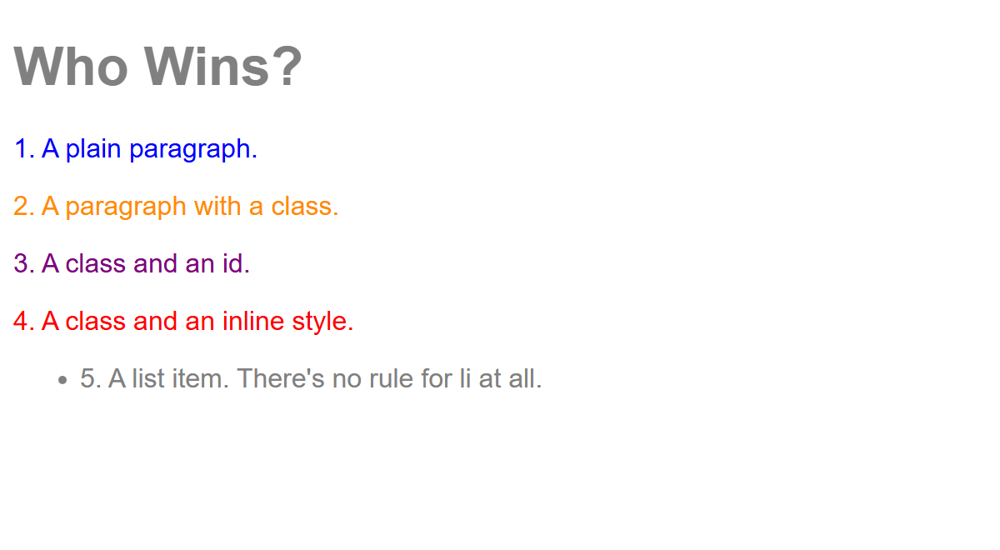 Who Wins?
1. A plain paragraph.
2. A paragraph with a class.
3. A class and an id.
4. A class and an inline style.
• 5. A list item. There's no rule for li at all.